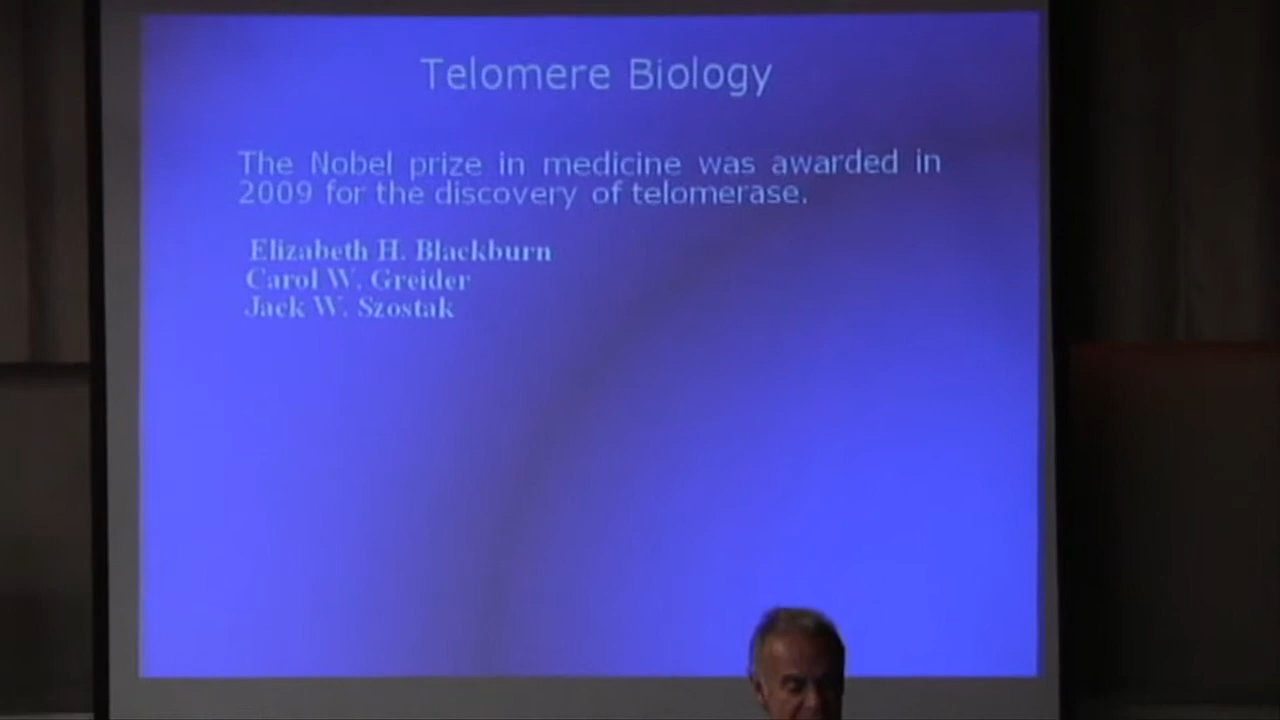 Telomere Biology
The Nobel prize in medicine was awarded in
2009 for the discovery of telomerase.
Elizabeth H. Blackburn
Carol W. Greider
Jack W. Szostak